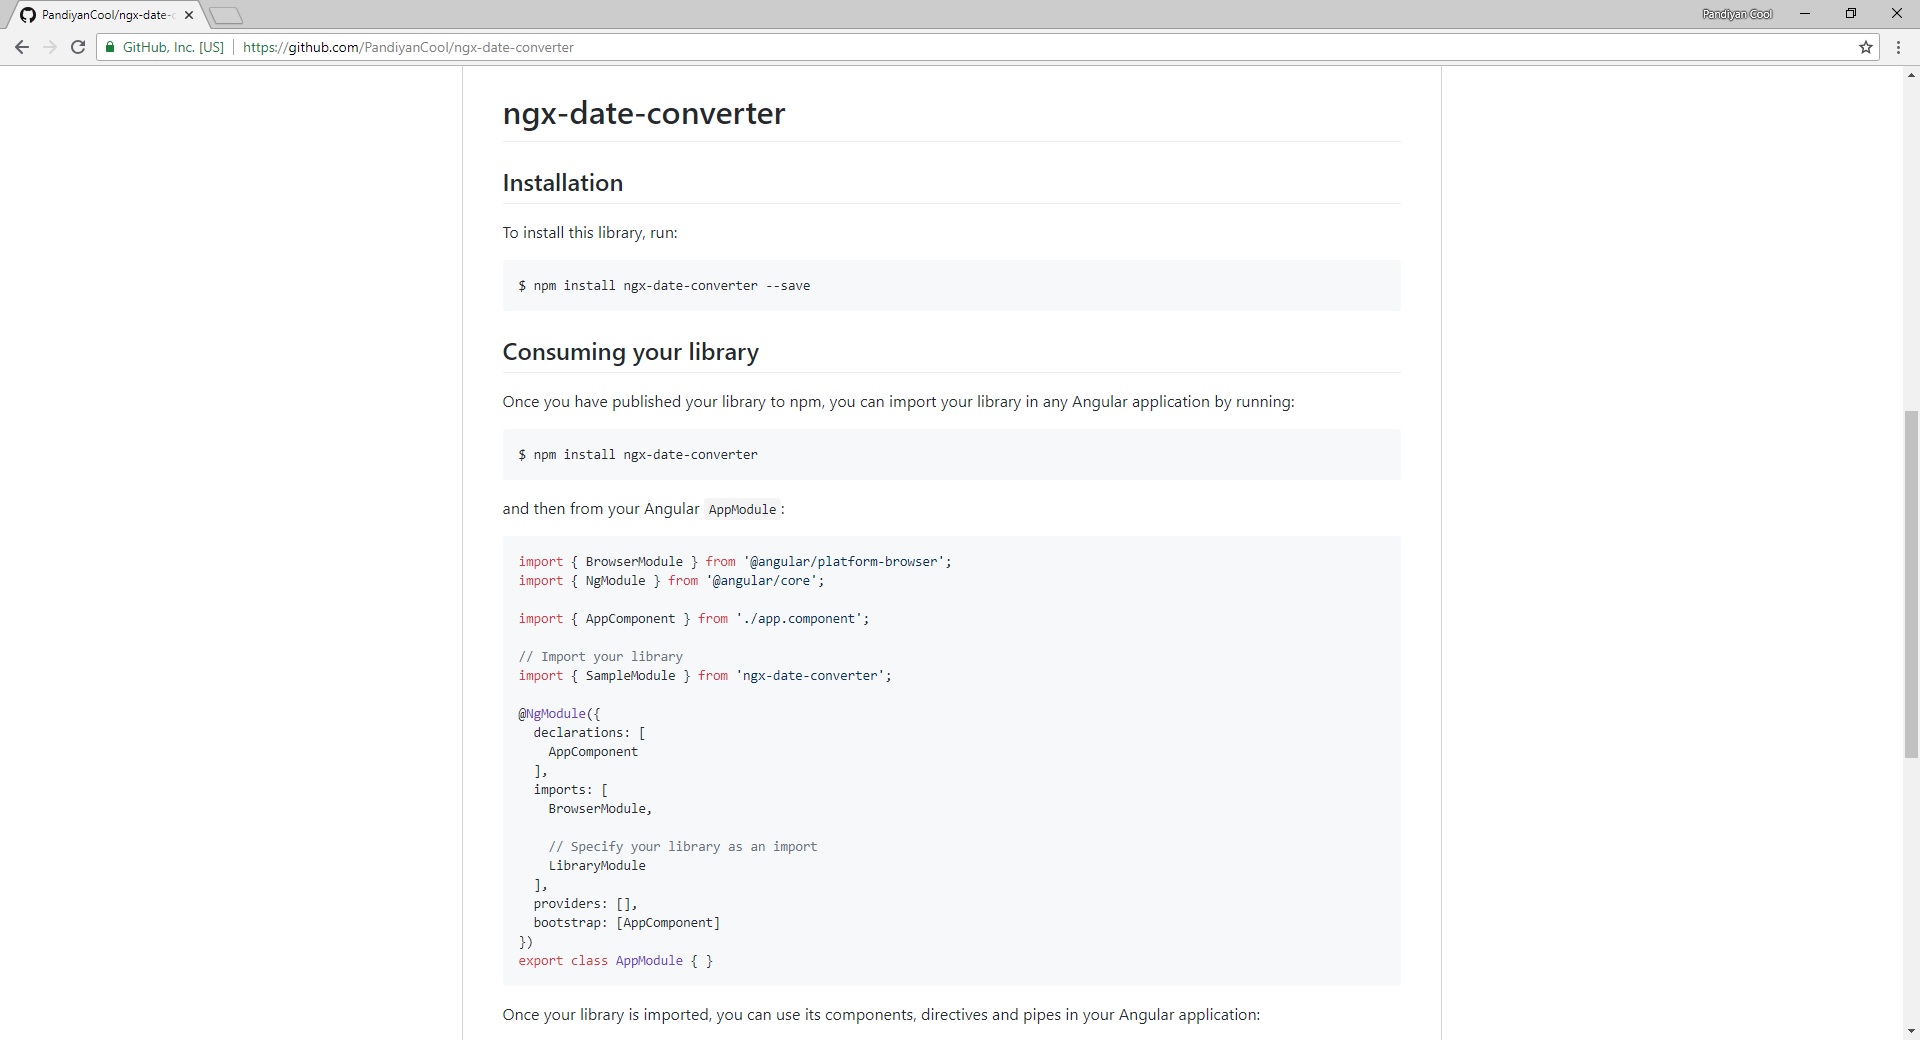 PandiyanCool/ngx-date-
Pandiyan Cool
GitHub, Inc. [US] https://github.com/PandiyanCool/ngx-date-converter
ngx-date-converter
Installation
To install this library, run:
$ npm install ngx-date-converter --save
Consuming your library
Once you have published your library to npm, you can import your library in any Angular application by running:
$ npm install ngx-date-converter
and then from your Angular AppModule:
import { BrowserModule } from '@angular/platform-browser';
import { NgModule } from '@angular/core';
import { AppComponent } from './app.component';
// Import your library
import { SampleModule } from 'ngx-date-converter';
@NgModule({
declarations: [
AppComponent
],
imports: [
BrowserModule,
// Specify your library as an import
LibraryModule
],
providers: [],
bootstrap: [AppComponent]
})
export class AppModule { }
Once your library is imported, you can use its components, directives and pipes in your Angular application: